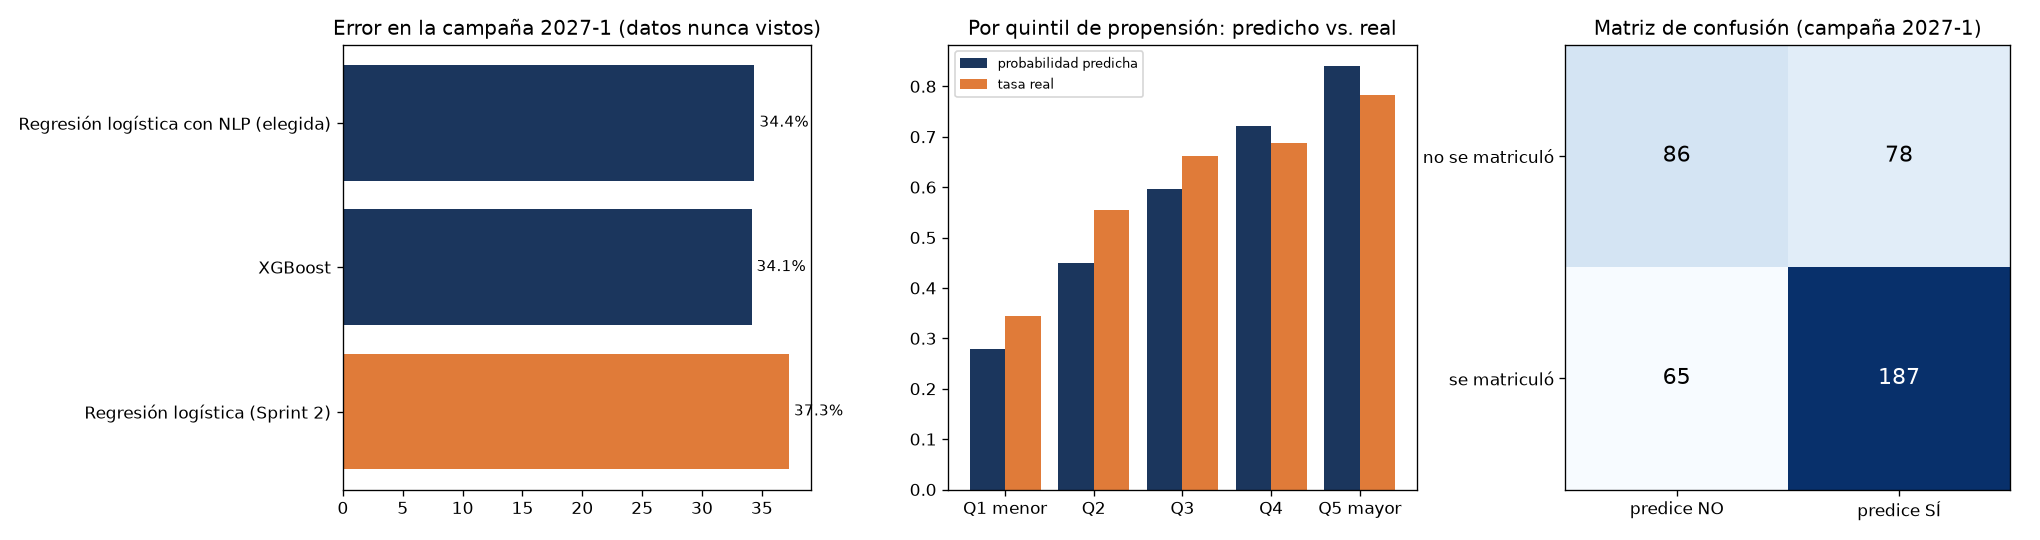 Error en la campaña 2027-1 (datos nunca vistos)
Regresión logística con NLP (elegida)
34.4%
XGBoost
34.1%
Regresión logística (Sprint 2)
37.3%
0 5 10 15 20 25 30 35
Por quintil de propensión: predicho vs. real
probabilidad predicha
tasa real
0.8
0.7
0.6
0.5
0.4
0.3
0.2
0.1
0.0
Q1 menor Q2 Q3 Q4 Q5 mayor
Matriz de confusión (campaña 2027-1)
no se matriculó 86 78
se matriculó 65 187
predice NO predice SÍ